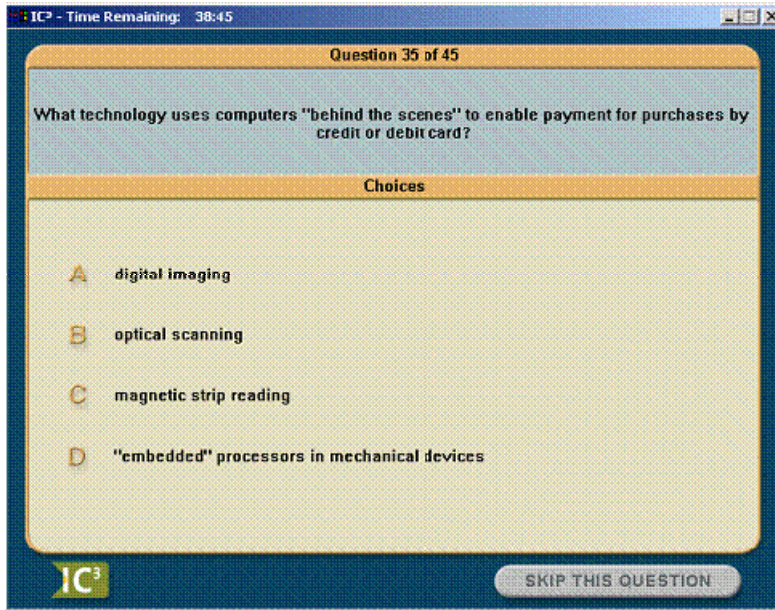 IC³ - Time Remaining: 38:45
Question 35 of 45
What technology uses computers "behind the scenes" to enable payment for purchases by
credit or debit card?
Choices
A digital imaging
B optical scanning
C magnetic strip reading
D "embedded" processors in mechanical devices
IC³
SKIP THIS QUESTION